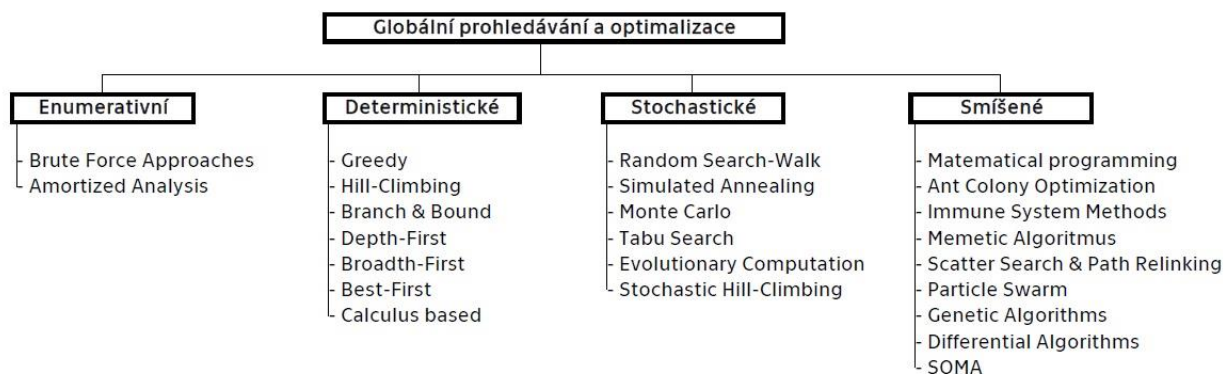 Globální prohledávání a optimalizace
Enumerativní
- Brute Force Approaches
- Amortized Analysis
Deterministické
- Greedy
- Hill-Climbing
- Branch & Bound
- Depth-First
- Broadth-First
- Best-First
- Calculus based
Stochastické
- Random Search-Walk
- Simulated Annealing
- Monte Carlo
- Tabu Search
- Evolutionary Computation
- Stochastic Hill-Climbing
Smíšené
- Matematical programming
- Ant Colony Optimization
- Immune System Methods
- Memetic Algoritmus
- Scatter Search & Path Relinking
- Particle Swarm
- Genetic Algorithms
- Differential Algorithms
- SOMA